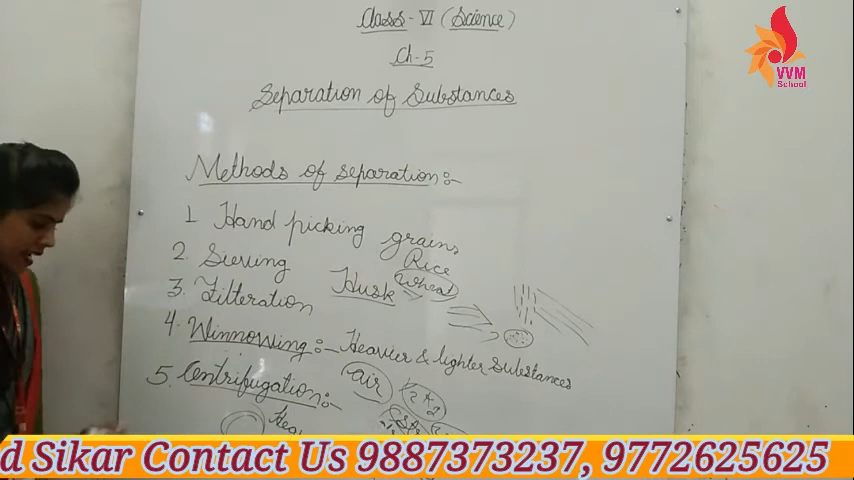 Class - VI (Science)
Ch-5
Separation of Substances
VVM
School
Methods of separation :-
1 Hand picking grains
2. Sieving
Rice
Wheat
Husk
3. Filteration
4. Winnowing :- Heavier & lighter Substances
air
5. Centrifugation :-
d Sikar Contact Us 9887373237, 9772625625